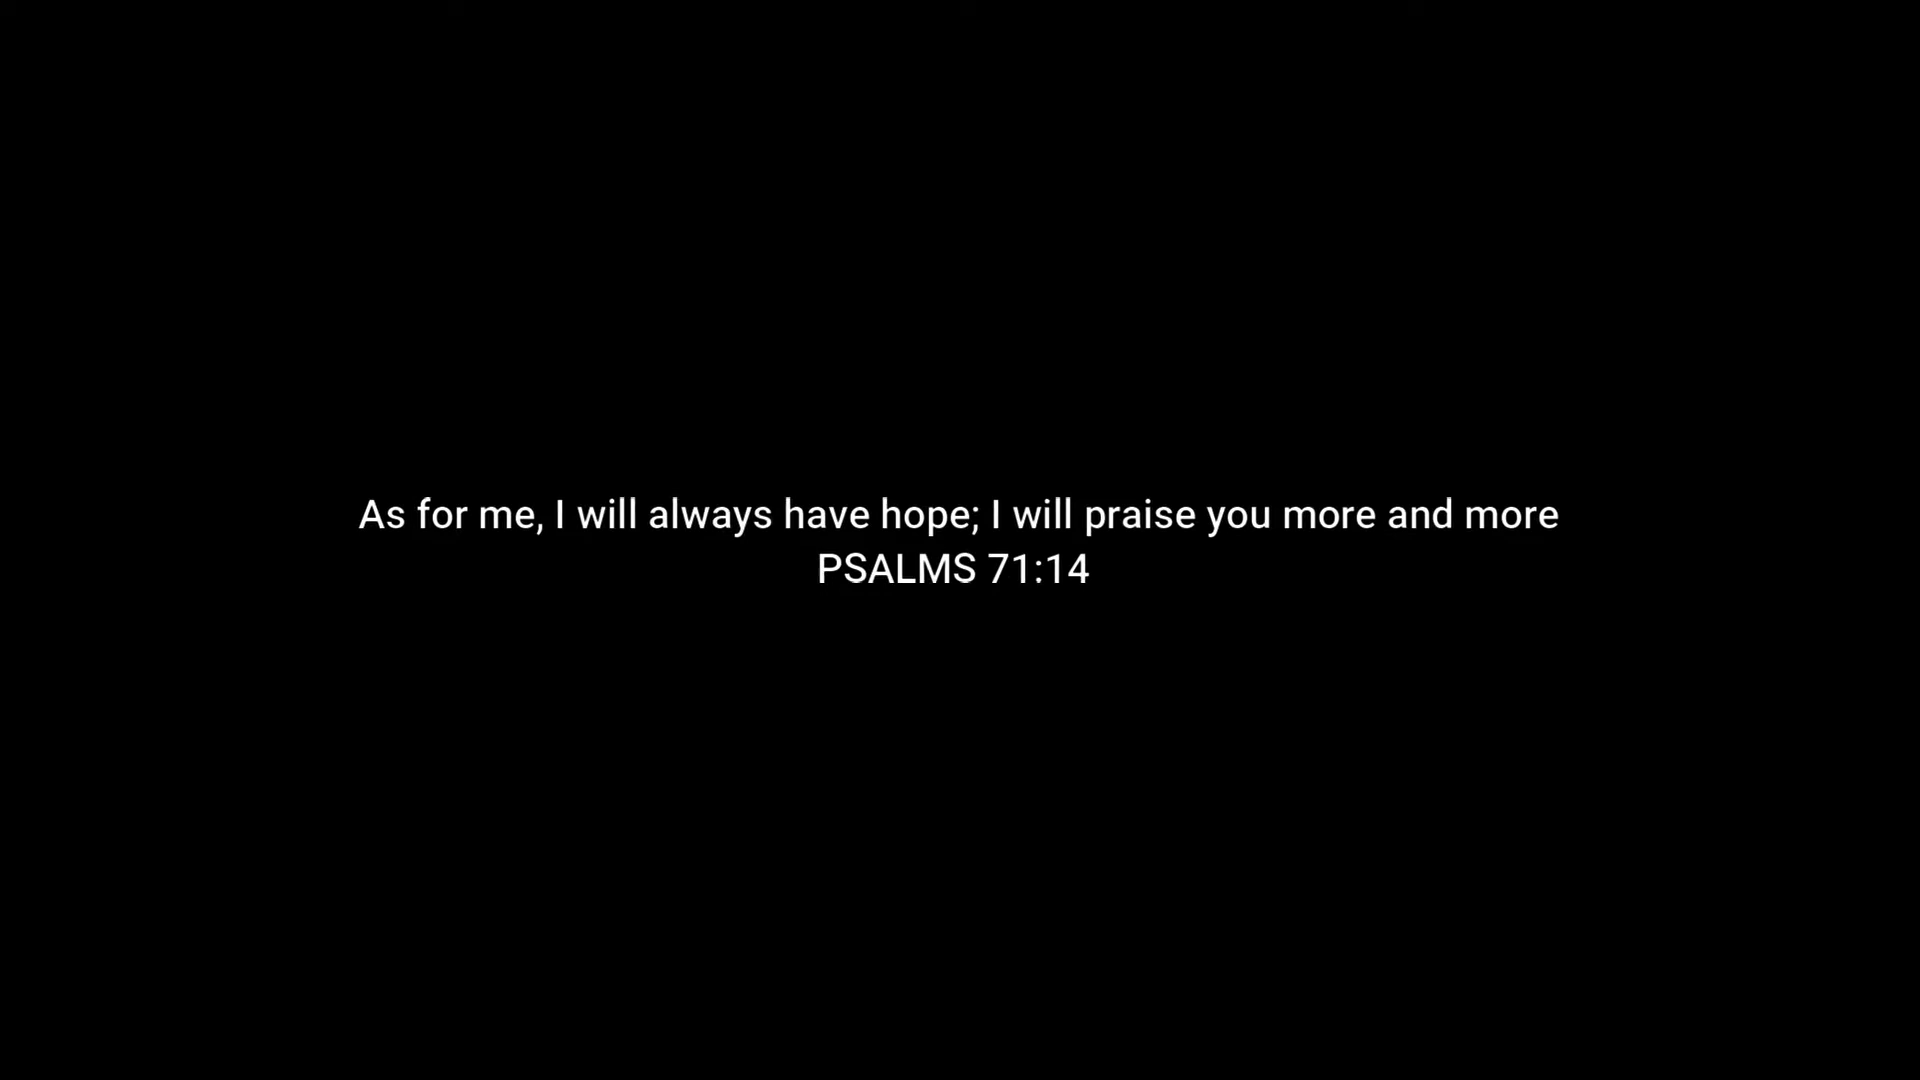 As for me, I will always have hope; I will praise you more and more
PSALMS 71:14